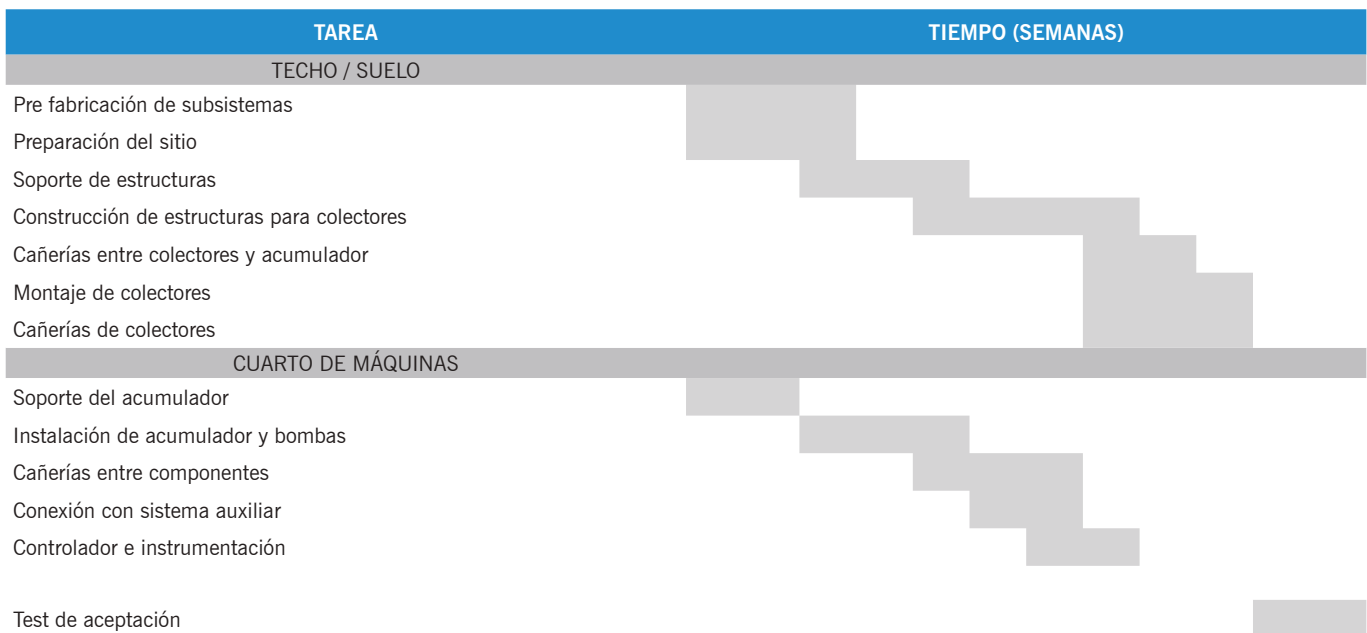 TAREA TIEMPO (SEMANAS)
TECHO / SUELO
Pre fabricación de subsistemas
Preparación del sitio
Soporte de estructuras
Construcción de estructuras para colectores
Cañerías entre colectores y acumulador
Montaje de colectores
Cañerías de colectores
CUARTO DE MÁQUINAS
Soporte del acumulador
Instalación de acumulador y bombas
Cañerías entre componentes
Conexión con sistema auxiliar
Controlador e instrumentación
Test de aceptación